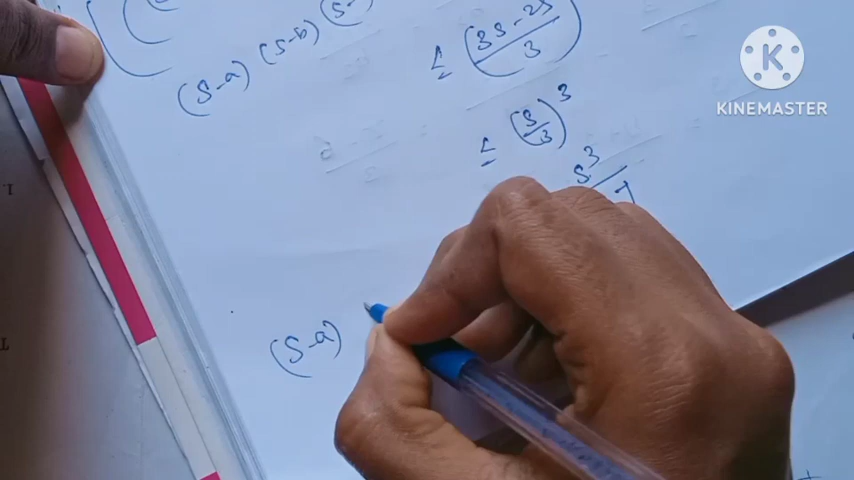 (s-a) (s-b) (s-
≤ (3s-2s/3)
≤ (s/3)³
s³/
(s-a)
KINEMASTER